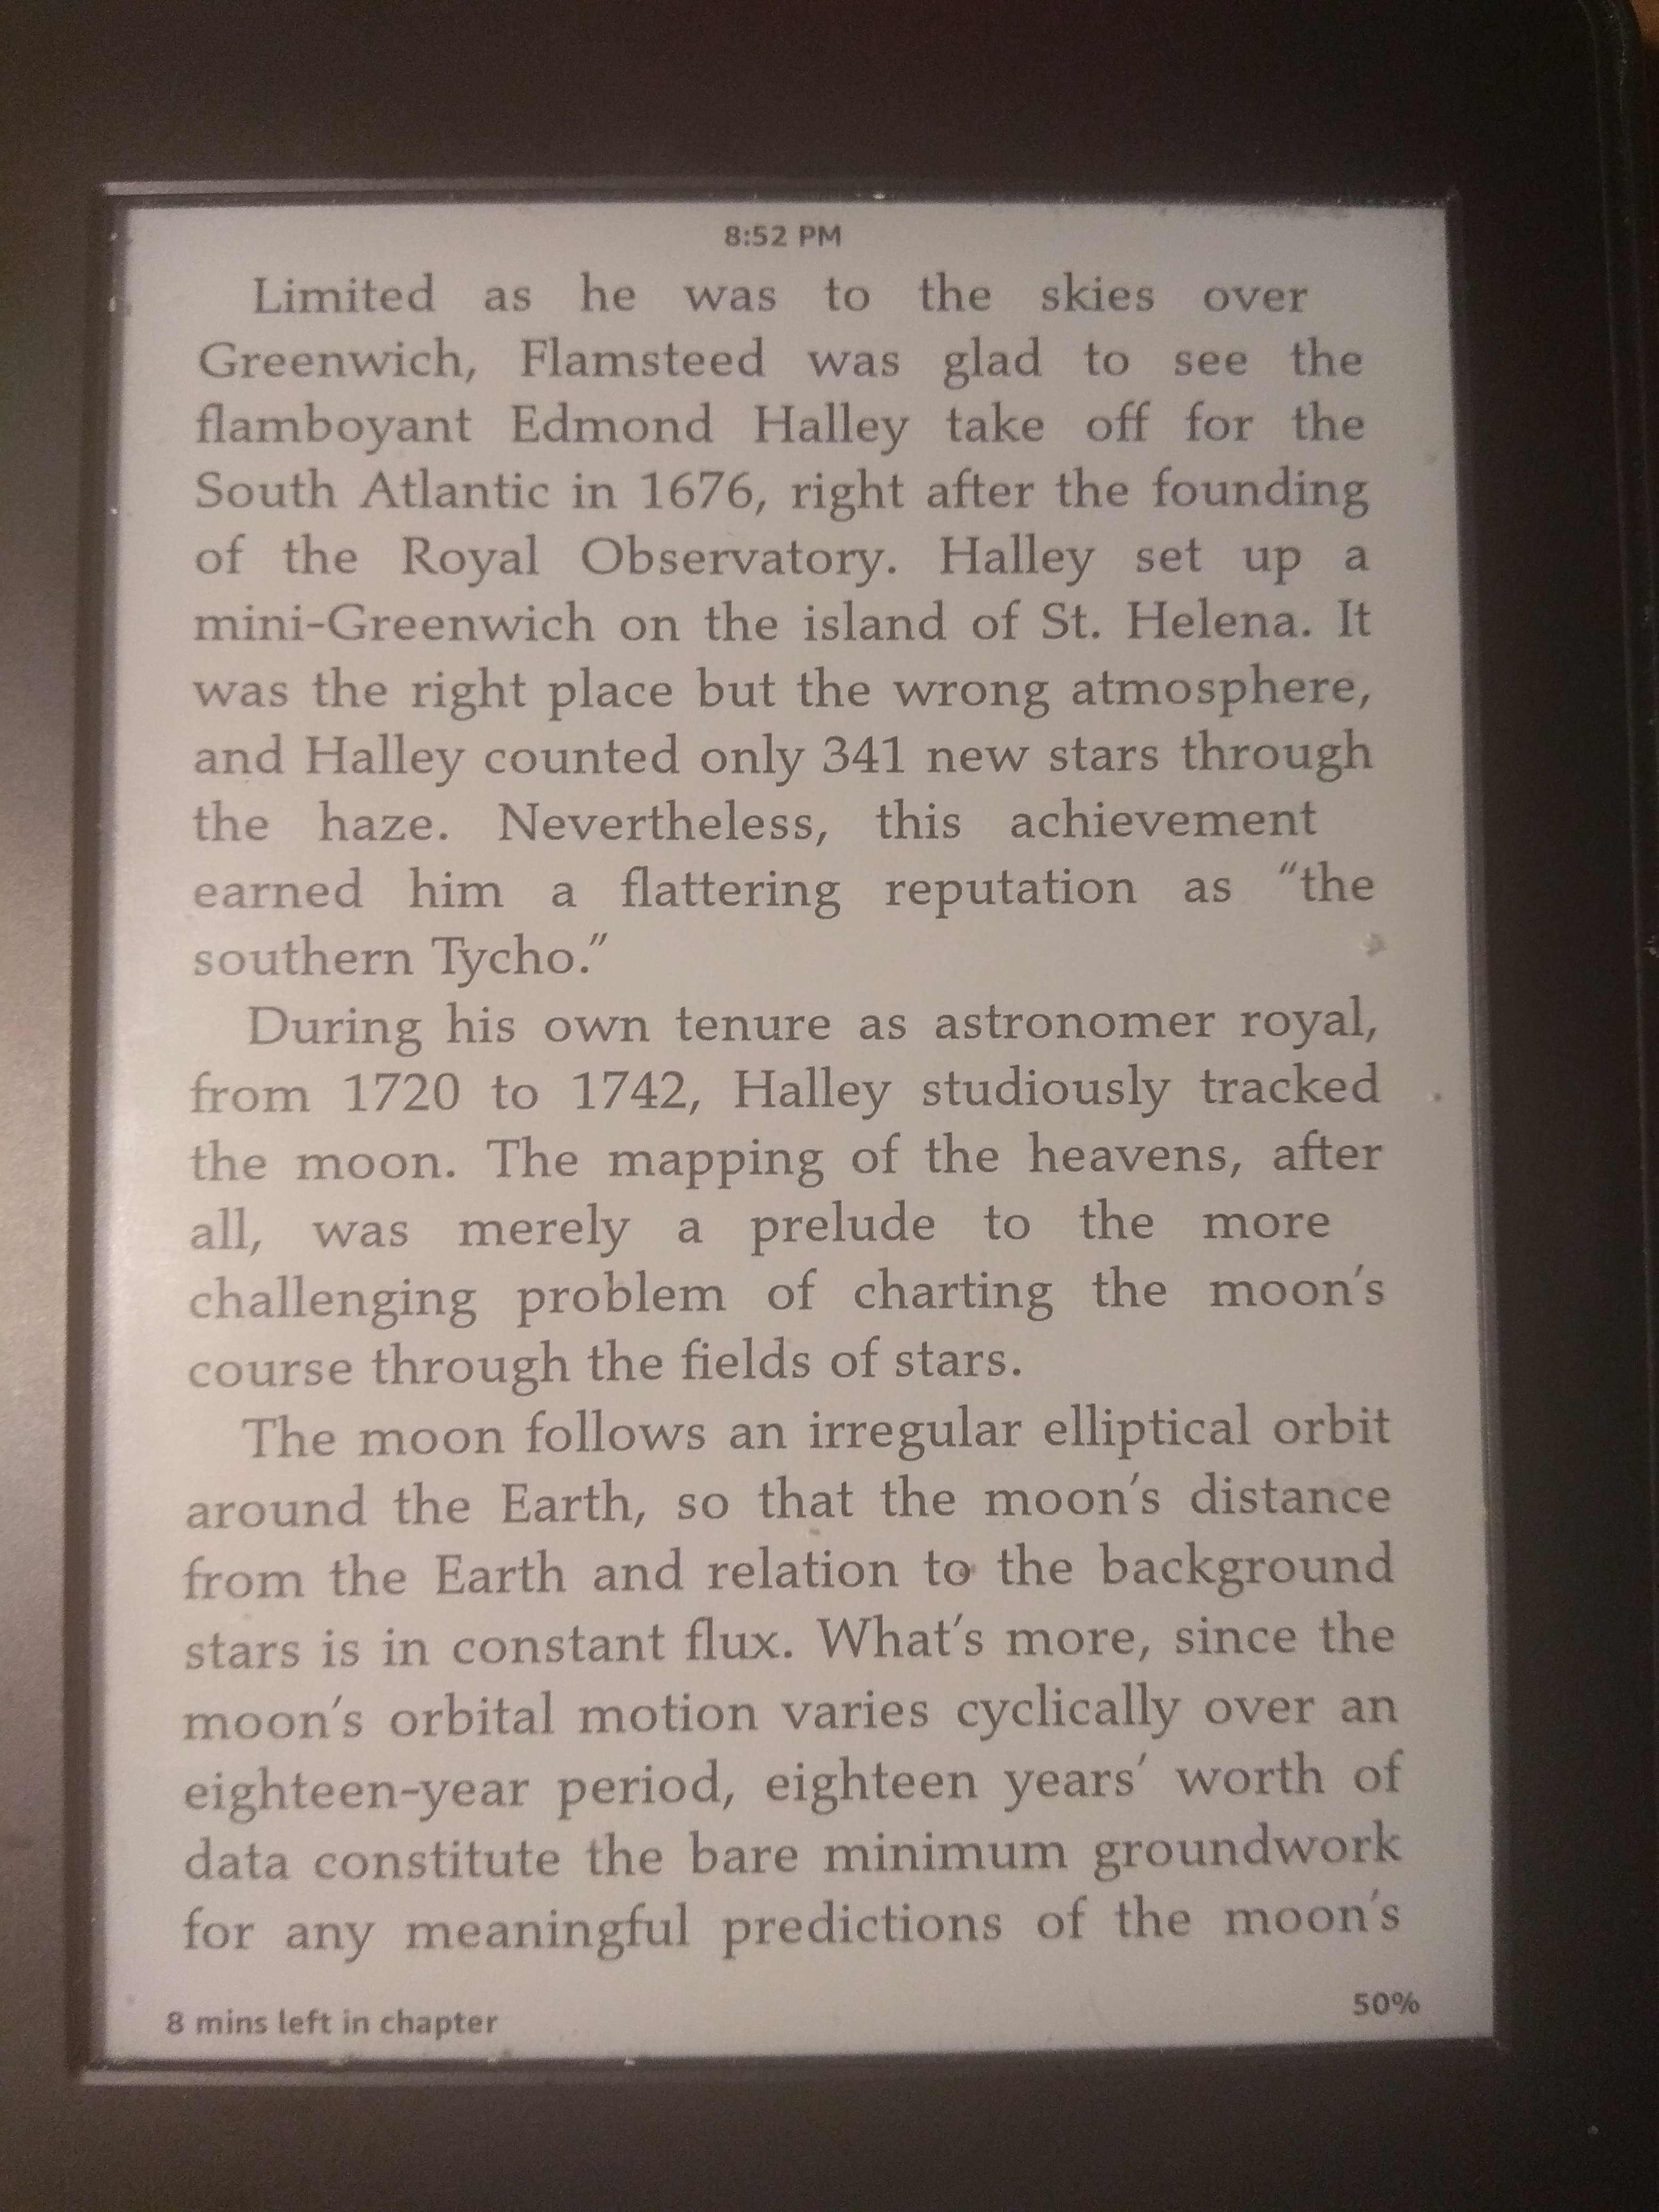 8:52 PM
Limited as he was to the skies over
Greenwich, Flamsteed was glad to see the
flamboyant Edmond Halley take off for the
South Atlantic in 1676, right after the founding
of the Royal Observatory. Halley set up a
mini-Greenwich on the island of St. Helena. It
was the right place but the wrong atmosphere,
and Halley counted only 341 new stars through
the haze. Nevertheless, this achievement
earned him a flattering reputation as “the
southern Tycho.”
During his own tenure as astronomer royal,
from 1720 to 1742, Halley studiously tracked
the moon. The mapping of the heavens, after
all, was merely a prelude to the more
challenging problem of charting the moon’s
course through the fields of stars.
The moon follows an irregular elliptical orbit
around the Earth, so that the moon’s distance
from the Earth and relation to the background
stars is in constant flux. What’s more, since the
moon’s orbital motion varies cyclically over an
eighteen-year period, eighteen years’ worth of
data constitute the bare minimum groundwork
for any meaningful predictions of the moon’s
8 mins left in chapter
50%